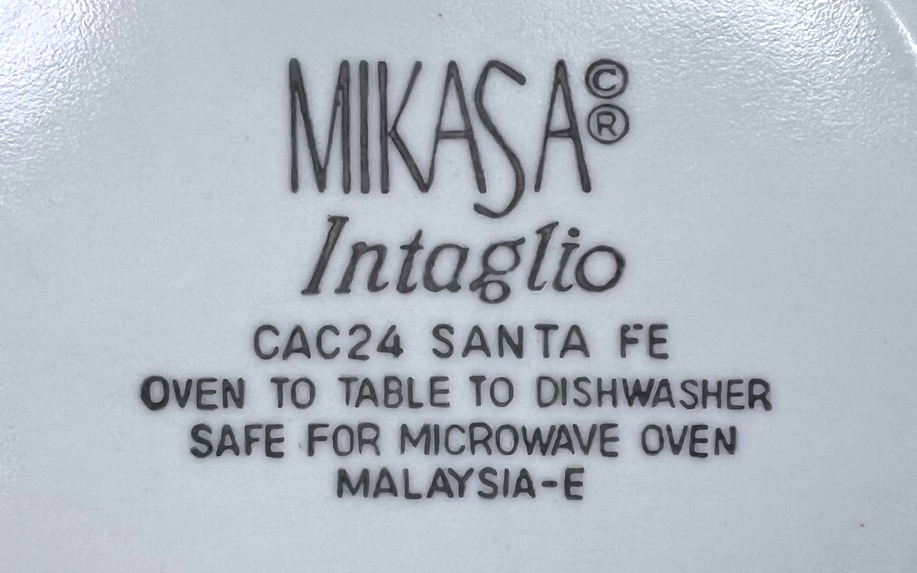 MIKASA©®
Intaglio
CAC24 SANTA FE
OVEN TO TABLE TO DISHWASHER
SAFE FOR MICROWAVE OVEN
MALAYSIA-E